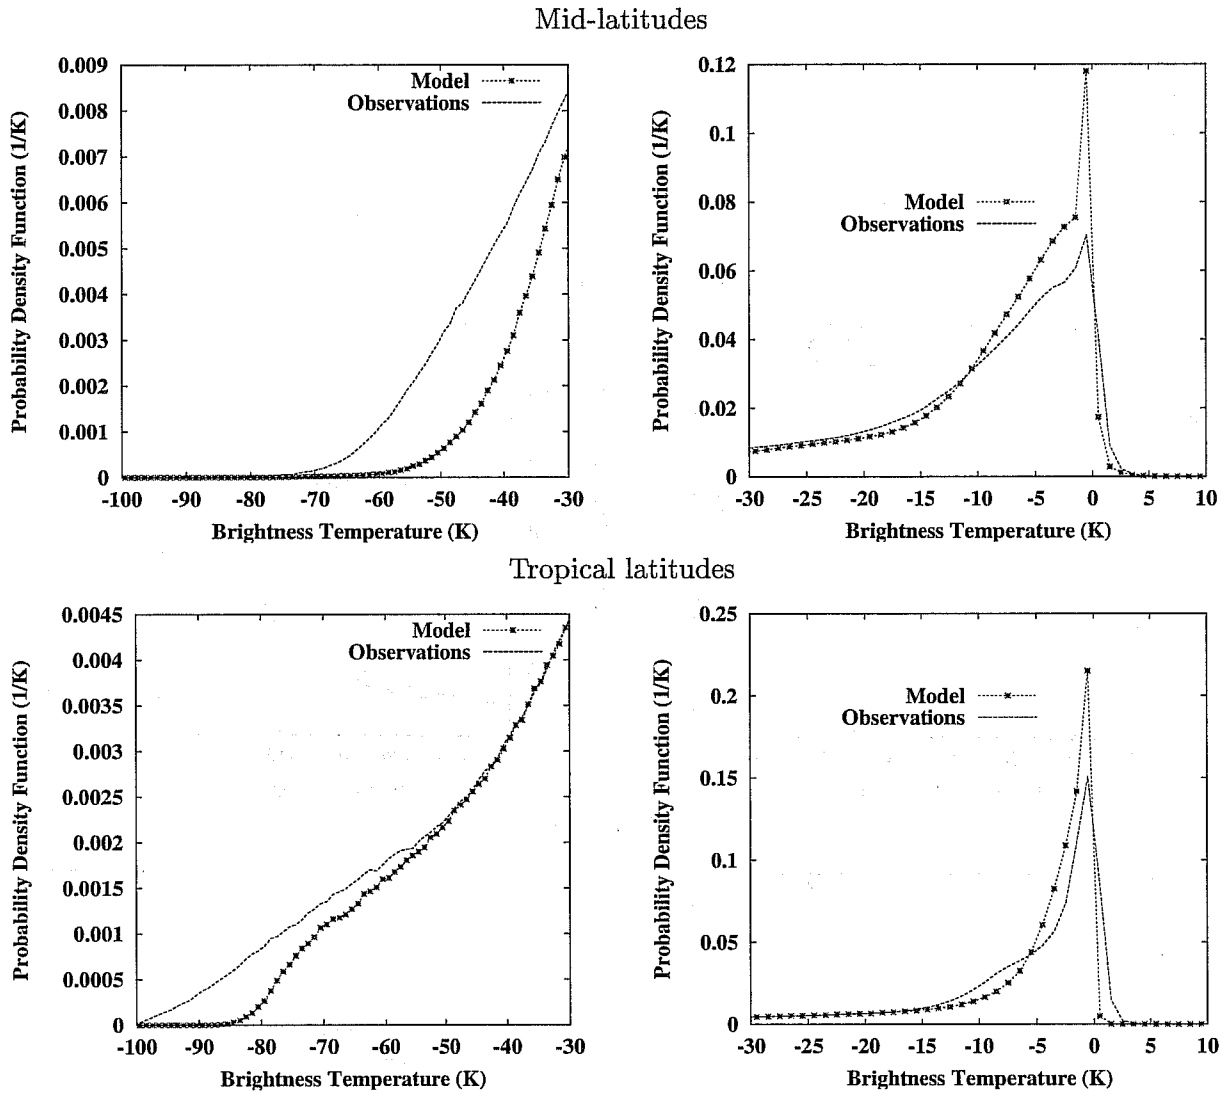 Mid-latitudes
Probability Density Function (1/K)
0.009
0.008
0.007
0.006
0.005
0.004
0.003
0.002
0.001
0
Model
Observations
-100 -90 -80 -70 -60 -50 -40 -30
Brightness Temperature (K)
Probability Density Function (1/K)
0.12
0.1
0.08
0.06
0.04
0.02
0
Model
Observations
-30 -25 -20 -15 -10 -5 0 5 10
Brightness Temperature (K)
Tropical latitudes
Probability Density Function (1/K)
0.0045
0.004
0.0035
0.003
0.0025
0.002
0.0015
0.001
0.0005
0
Model
Observations
-100 -90 -80 -70 -60 -50 -40 -30
Brightness Temperature (K)
Probability Density Function (1/K)
0.25
0.2
0.15
0.1
0.05
0
Model
Observations
-30 -25 -20 -15 -10 -5 0 5 10
Brightness Temperature (K)